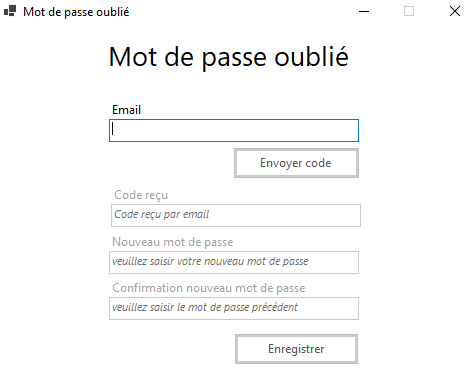 Mot de passe oublié
Mot de passe oublié
Email
Envoyer code
Code reçu
Code reçu par email
Nouveau mot de passe
veuillez saisir votre nouveau mot de passe
Confirmation nouveau mot de passe
veuillez saisir le mot de passe précédent
Enregistrer